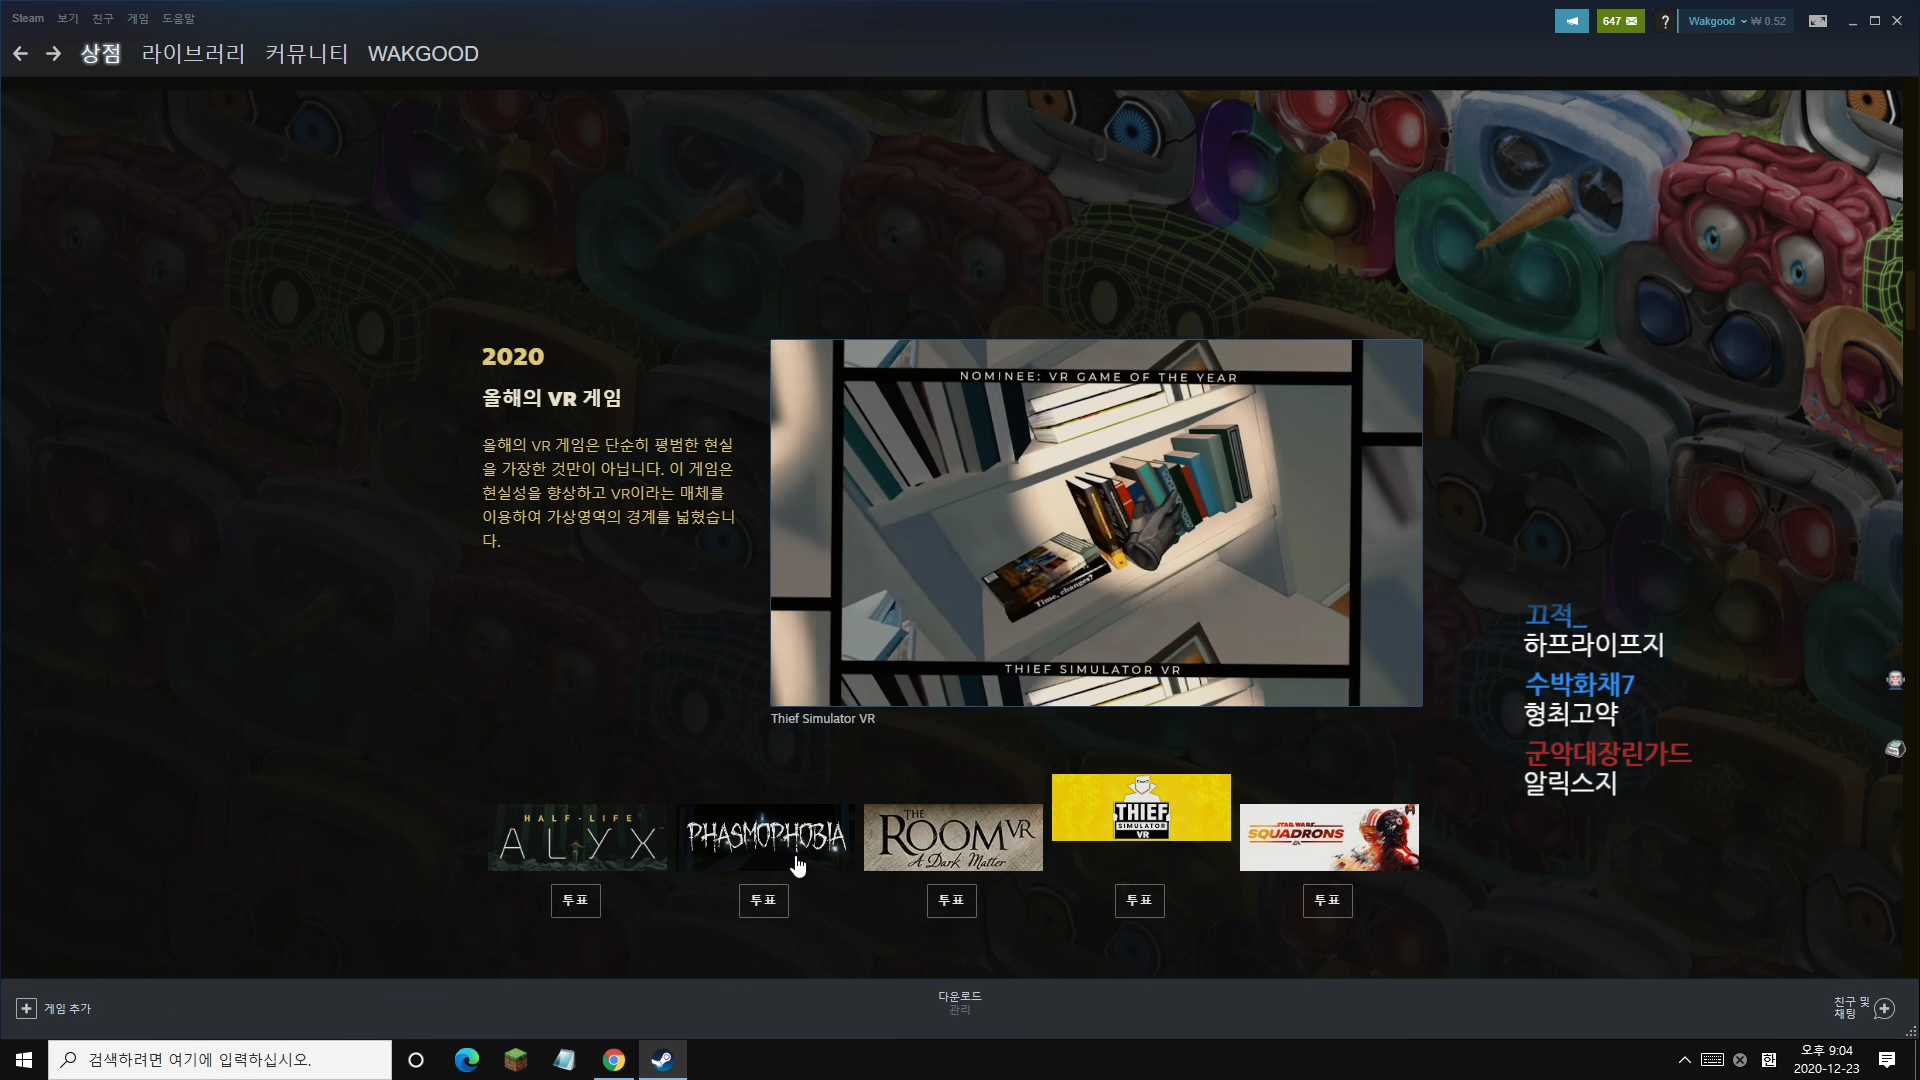 Steam 보기 친구 게임 도움말
647
?
Wakgood ₩ 0.52
상점 라이브러리 커뮤니티 WAKGOOD
2020
올해의 VR 게임
올해의 VR 게임은 단순히 평범한 현실
을 가장한 것만이 아닙니다. 이 게임은
현실성을 향상하고 VR이라는 매체를
이용하여 가상영역의 경계를 넓혔습니
다.
NOMINEE: VR GAME OF THE YEAR
Time, changes?
THIEF SIMULATOR VR
Thief Simulator VR
끄적_
하프라이프지
수박화채7
형최고약
군악대장린가드
알릭스지
HALF-LIFE
ALYX
PHASMOPHOBIA
THE
ROOM VR
A Dark Matter
THIEF
SIMULATOR
VR
STAR WARS
SQUADRONS
EA
투표 투표 투표 투표 투표
게임 추가
다운로드
관리
친구 및
채팅
검색하려면 여기에 입력하십시오.
한
오후 9:04
2020-12-23